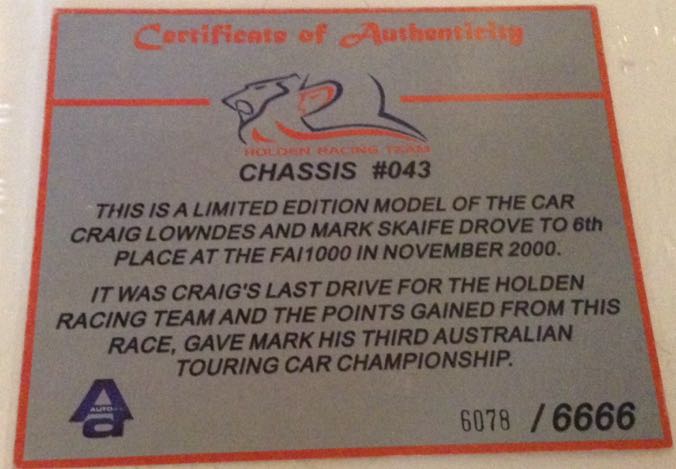 Certificate of Authenticity
HOLDEN RACING TEAM
CHASSIS #043
THIS IS A LIMITED EDITION MODEL OF THE CAR
CRAIG LOWNDES AND MARK SKAIFE DROVE TO 6th
PLACE AT THE FAI1000 IN NOVEMBER 2000.
IT WAS CRAIG'S LAST DRIVE FOR THE HOLDEN
RACING TEAM AND THE POINTS GAINED FROM THIS
RACE, GAVE MARK HIS THIRD AUSTRALIAN
TOURING CAR CHAMPIONSHIP.
6078 /6666